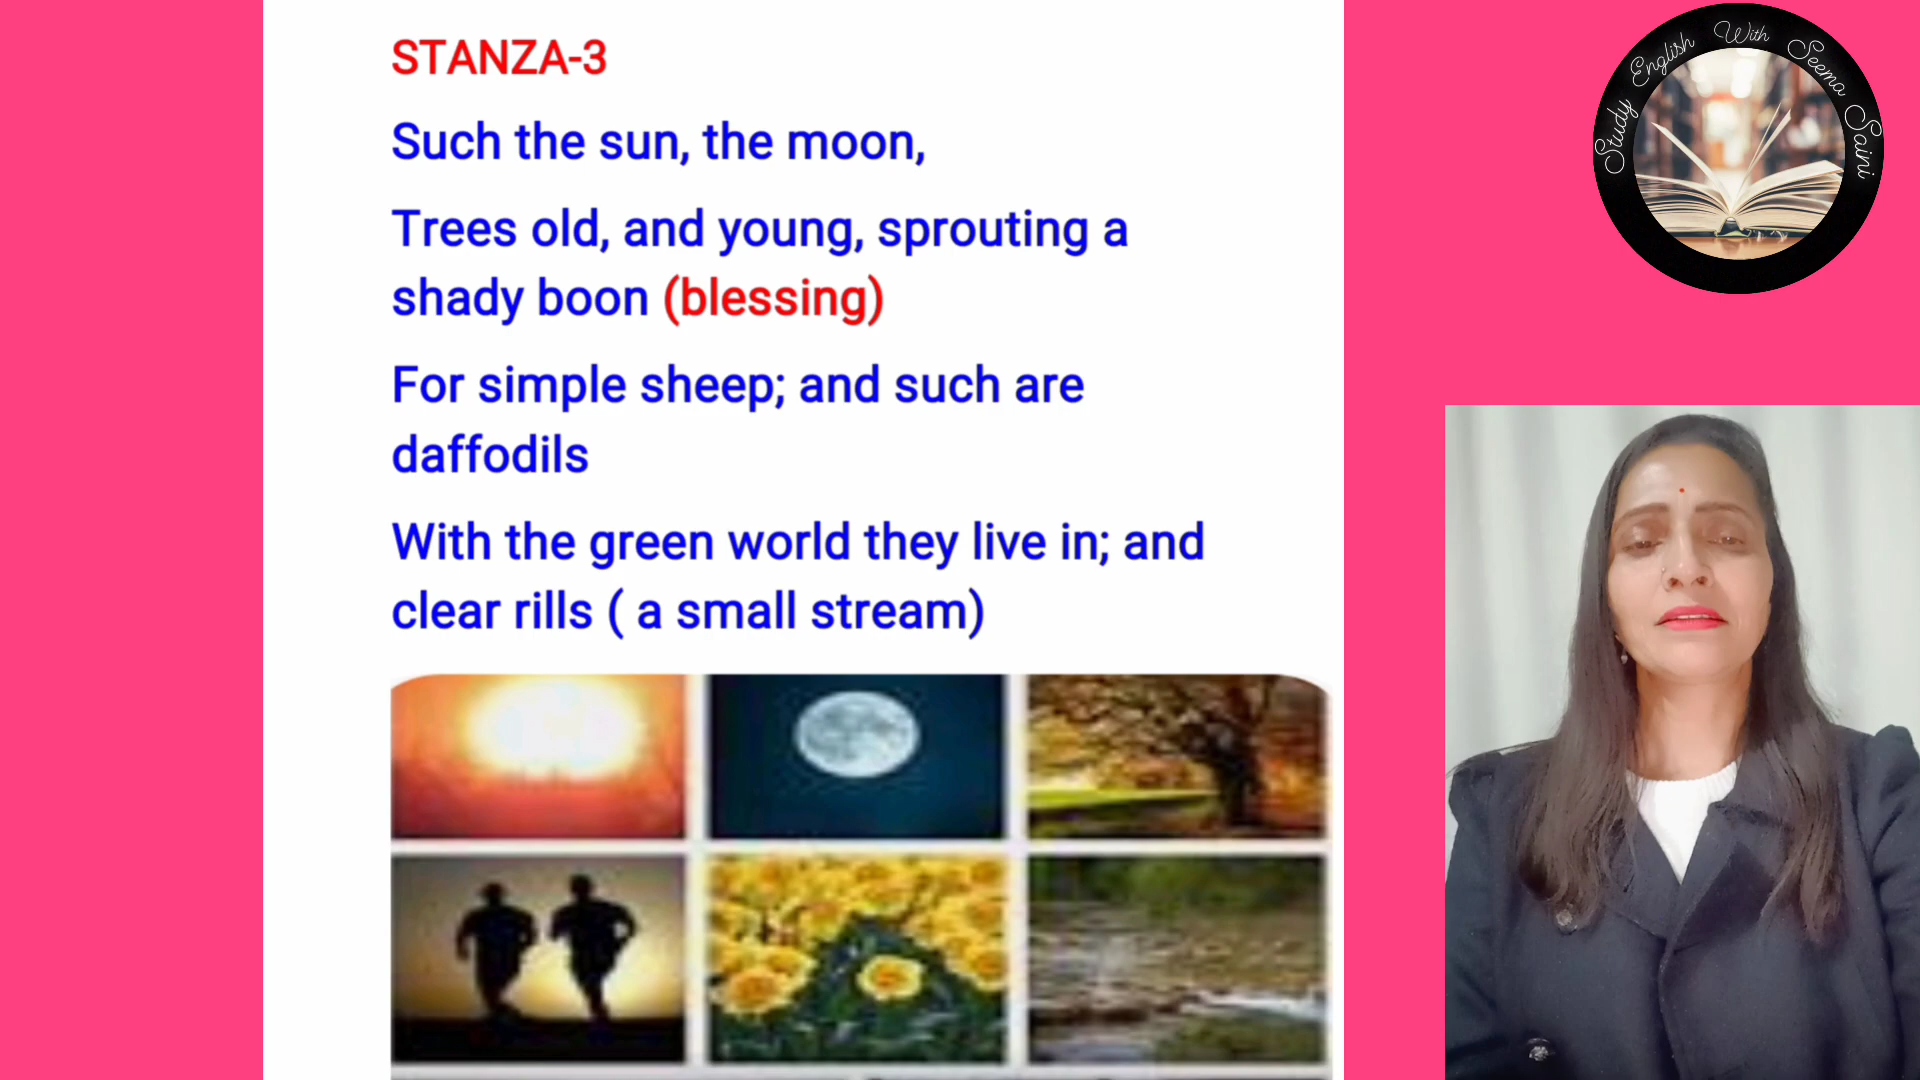 STANZA-3
Such the sun, the moon,
Trees old, and young, sprouting a
shady boon (blessing)
For simple sheep; and such are
daffodils
With the green world they live in; and
clear rills ( a small stream)
Study English With Seema Saini